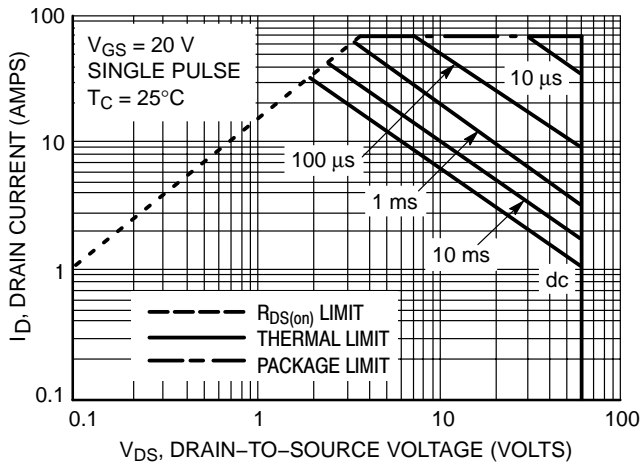 100
10
1
0.1
I_D, DRAIN CURRENT (AMPS)
V_GS = 20 V
SINGLE PULSE
T_C = 25°C
10 µs
100 µs
1 ms
10 ms
dc
R_DS(on) LIMIT
THERMAL LIMIT
PACKAGE LIMIT
0.1
1
10
100
V_DS, DRAIN−TO−SOURCE VOLTAGE (VOLTS)